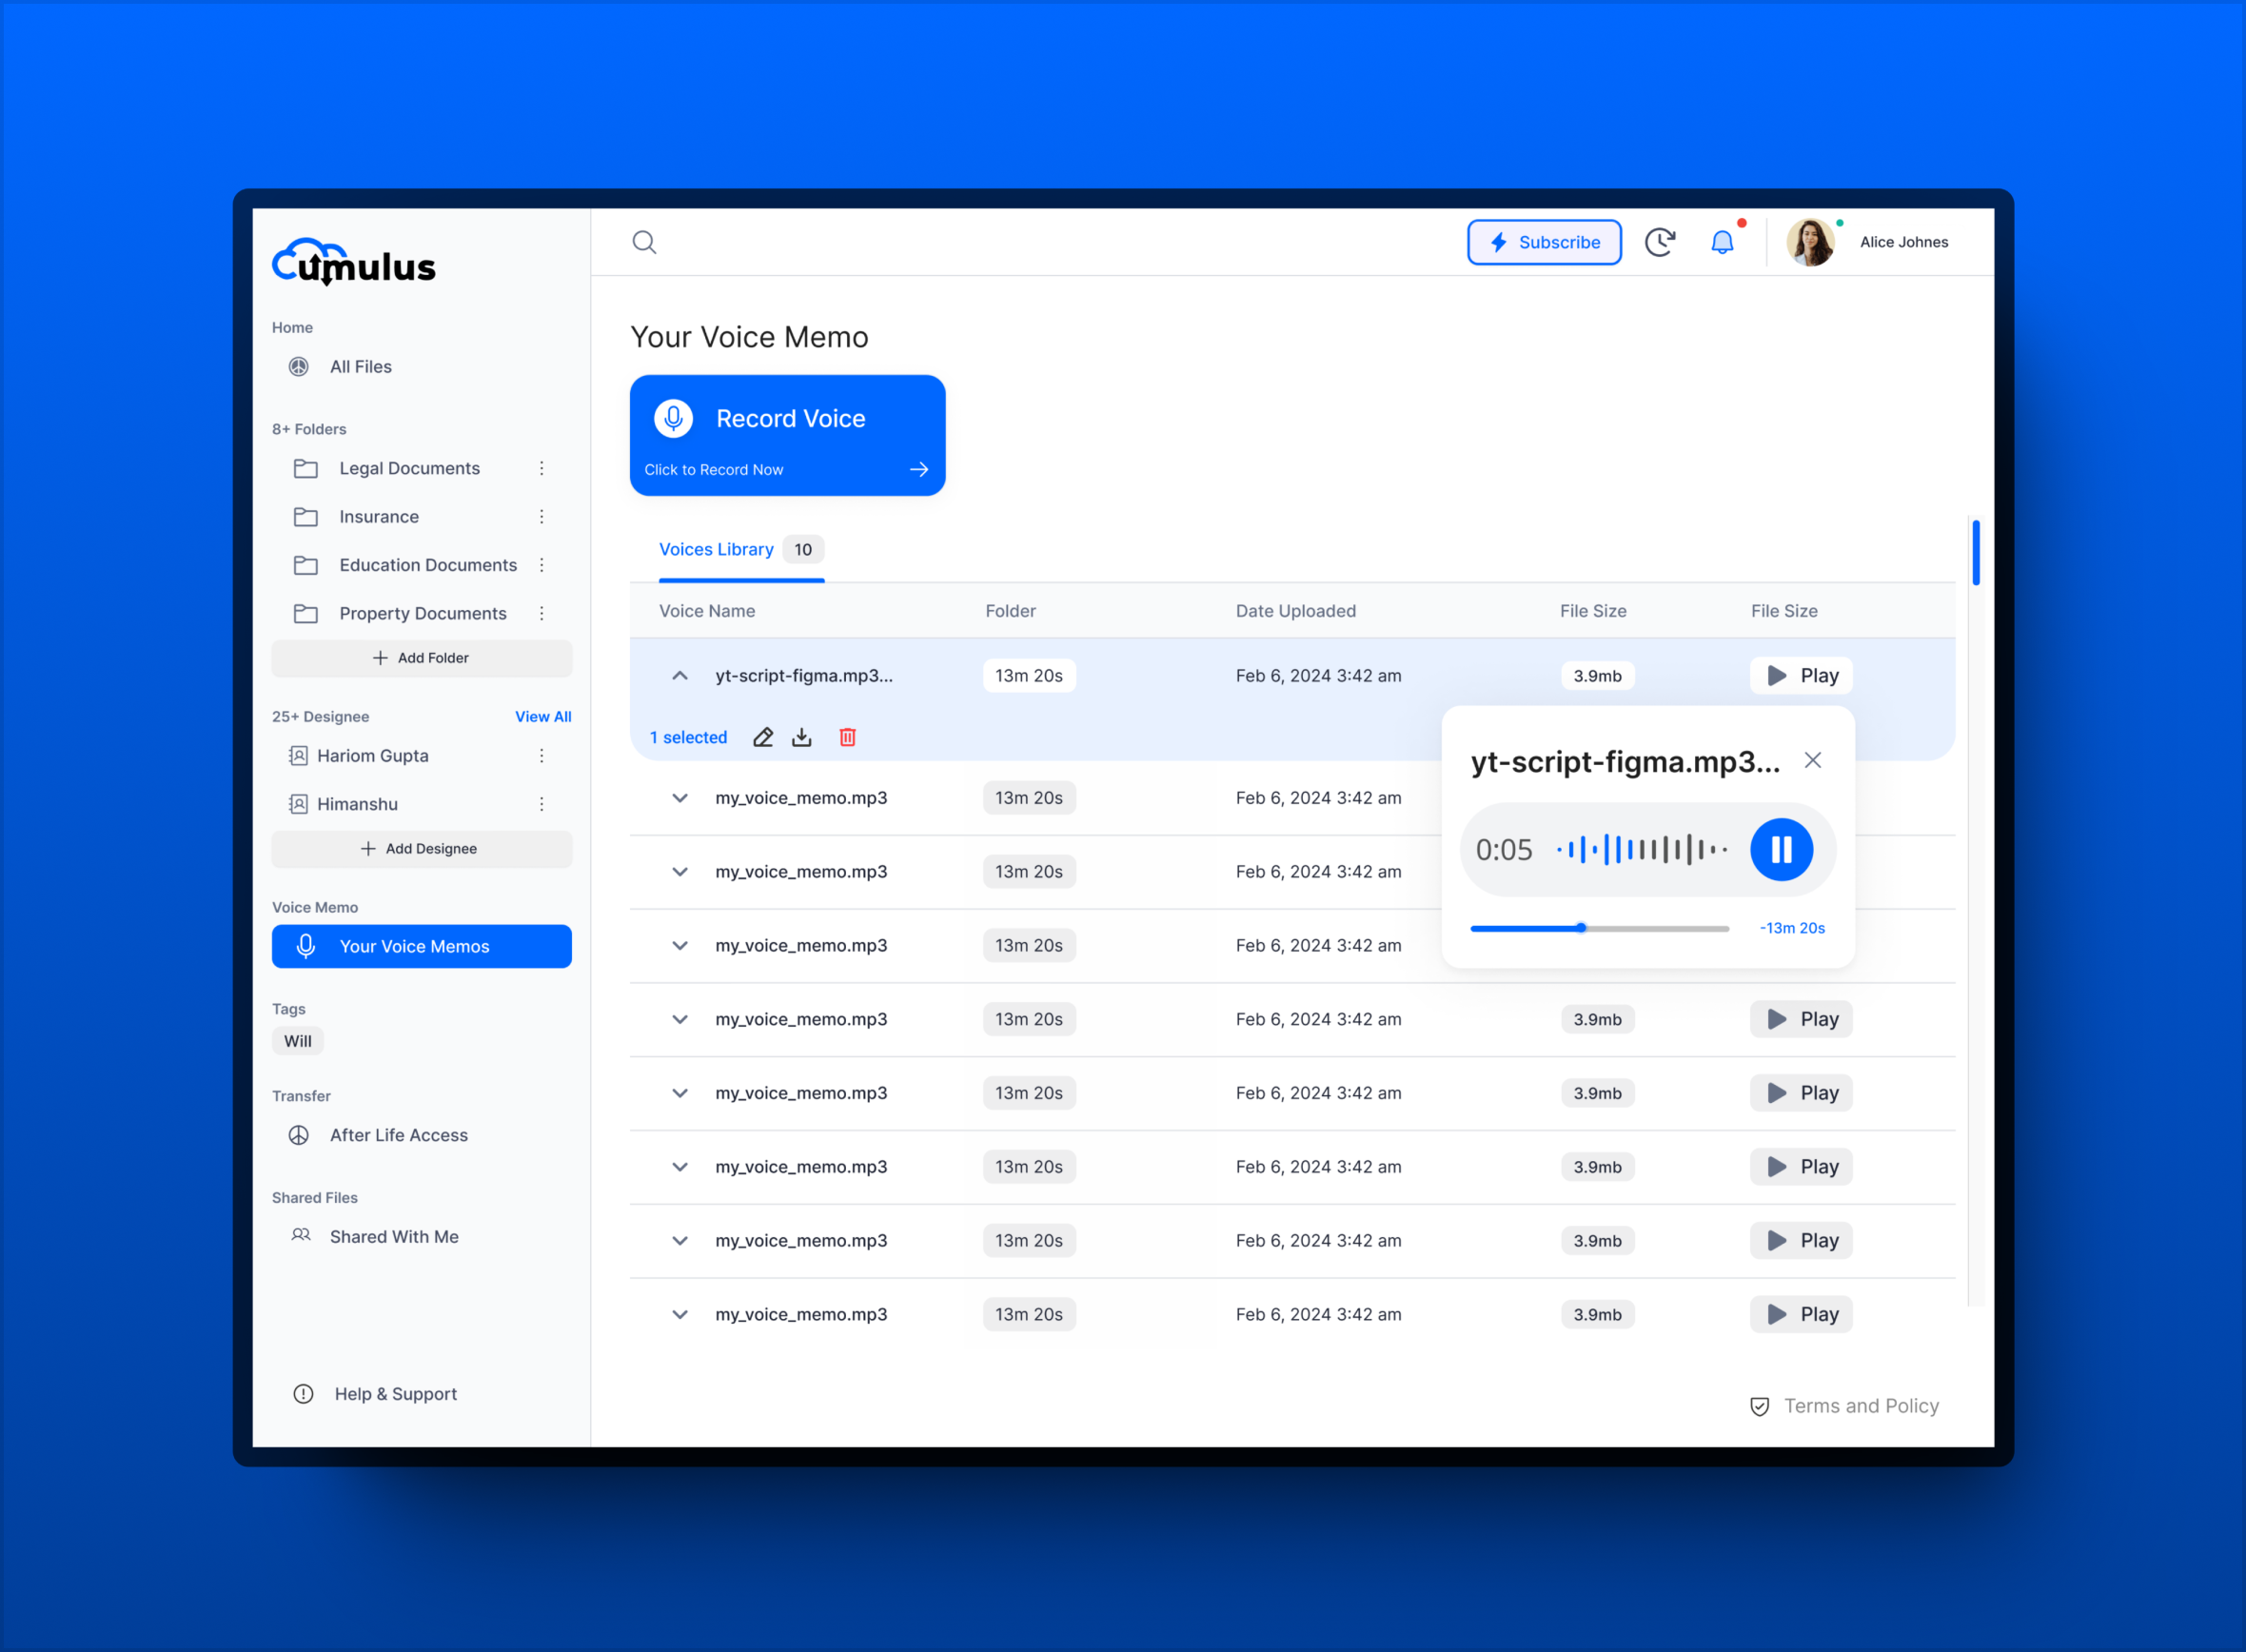 Cumulus
Home
All Files
8+ Folders
Legal Documents
Insurance
Education Documents
Property Documents
Add Folder
25+ Designee View All
Hariom Gupta
Himanshu
Add Designee
Voice Memo
Your Voice Memos
Tags
Will
Transfer
After Life Access
Shared Files
Shared With Me
Help & Support
Subscribe
Alice Johnes
Your Voice Memo
Record Voice
Click to Record Now
Voices Library 10
Voice Name Folder Date Uploaded File Size File Size
yt-script-figma.mp3... 13m 20s Feb 6, 2024 3:42 am 3.9mb Play
1 selected
my_voice_memo.mp3 13m 20s Feb 6, 2024 3:42 am
my_voice_memo.mp3 13m 20s Feb 6, 2024 3:42 am
my_voice_memo.mp3 13m 20s Feb 6, 2024 3:42 am
yt-script-figma.mp3...
0:05
-13m 20s
my_voice_memo.mp3 13m 20s Feb 6, 2024 3:42 am 3.9mb Play
my_voice_memo.mp3 13m 20s Feb 6, 2024 3:42 am 3.9mb Play
my_voice_memo.mp3 13m 20s Feb 6, 2024 3:42 am 3.9mb Play
my_voice_memo.mp3 13m 20s Feb 6, 2024 3:42 am 3.9mb Play
my_voice_memo.mp3 13m 20s Feb 6, 2024 3:42 am 3.9mb Play
Terms and Policy